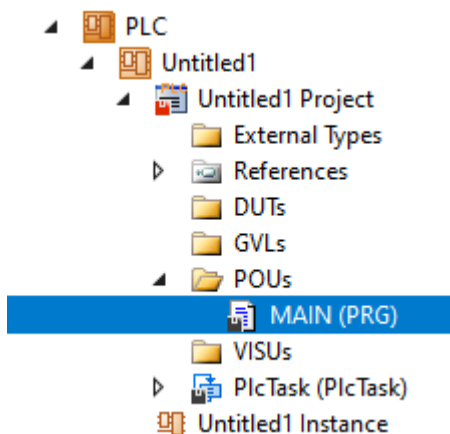 PLC
Untitled1
Untitled1 Project
External Types
References
DUTs
GVLs
POUs
MAIN (PRG)
VISUs
PlcTask (PlcTask)
Untitled1 Instance